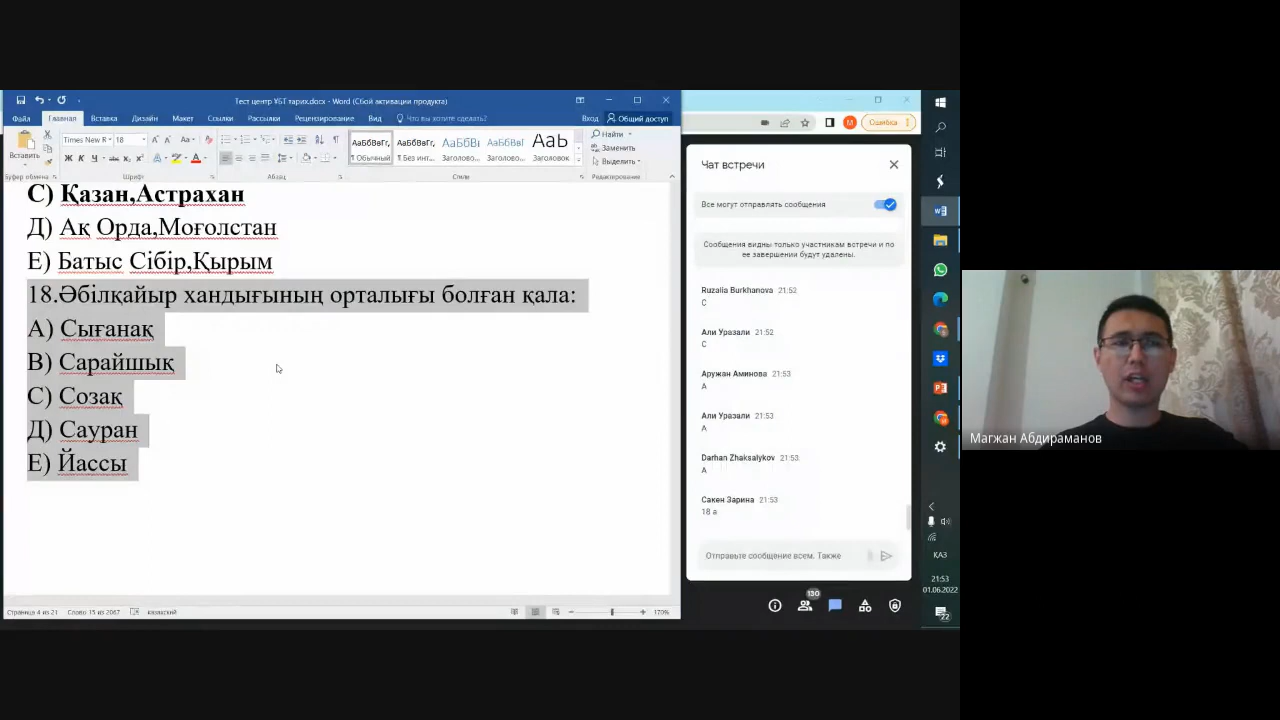 Тест центр ҰБТ тарих.docx - Word (Сбой активации продукта)
Файл Главная Вставка Дизайн Макет Ссылки Рассылки Рецензирование Вид Что вы хотите сделать? Вход Общий доступ
Вставить
Times New R 18
Ж К Ч
АаБбВвГг, АаБбВвГг, АаБбВı АаБбВвГ АаЬ
¶ Обычный ¶ Без инт... Заголово... Заголово... Заголовок
Найти
Заменить
Выделить
Буфер обмена Шрифт Абзац Стили Редактирование
С) Қазан,Астрахан
Д) Ақ Орда,Моғолстан
Е) Батыс Сібір,Қырым
18.Әбілқайыр хандығының орталығы болған қала:
А) Сығанақ
В) Сарайшық
С) Созақ
Д) Сауран
Е) Йассы
Страница 4 из 21 Слово 15 из 2067 казахский
170%
М Ошибка
Чат встречи
Все могут отправлять сообщения
Сообщения видны только участникам встречи и по
ее завершении будут удалены.
Ruzalia Burkhanova 21:52
С
Али Уразали 21:52
С
Аружан Аминова 21:53
А
Али Уразали 21:53
А
Darhan Zhaksalykov 21:53
А
Сакен Зарина 21:53
18 а
Отправьте сообщение всем. Также
130
ҚАЗ
21:53
01.06.2022
22
Магжан Абдираманов